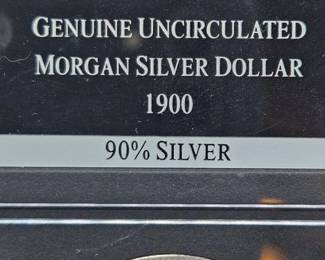 GENUINE UNCIRCULATED
MORGAN SILVER DOLLAR
1900
90% SILVER